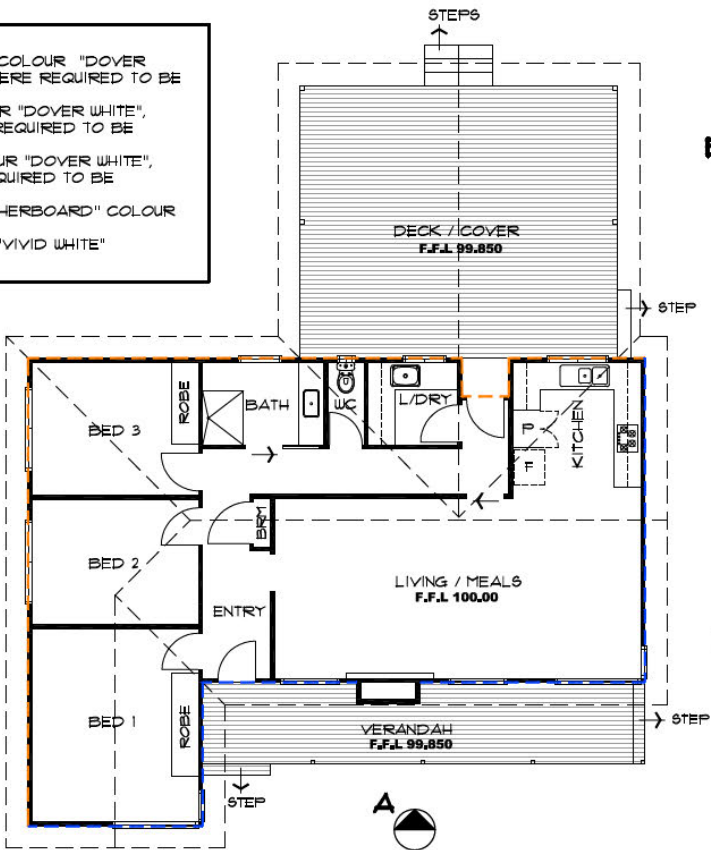 STEPS
COLOUR "DOVER
ERE REQUIRED TO BE
R "DOVER WHITE",
REQUIRED TO BE
UR "DOVER WHITE",
QUIRED TO BE
HERBOARD" COLOUR
"VIVID WHITE"
DECK / COVER
F.F.L 99.850
STEP
ROBE
BATH
WC
L/DRY
KITCHEN
P
F
BED 3
BRM
BED 2
LIVING / MEALS
F.F.L 100.00
ENTRY
BED 1
ROBE
VERANDAH
F.F.L 99.850
STEP
STEP
A